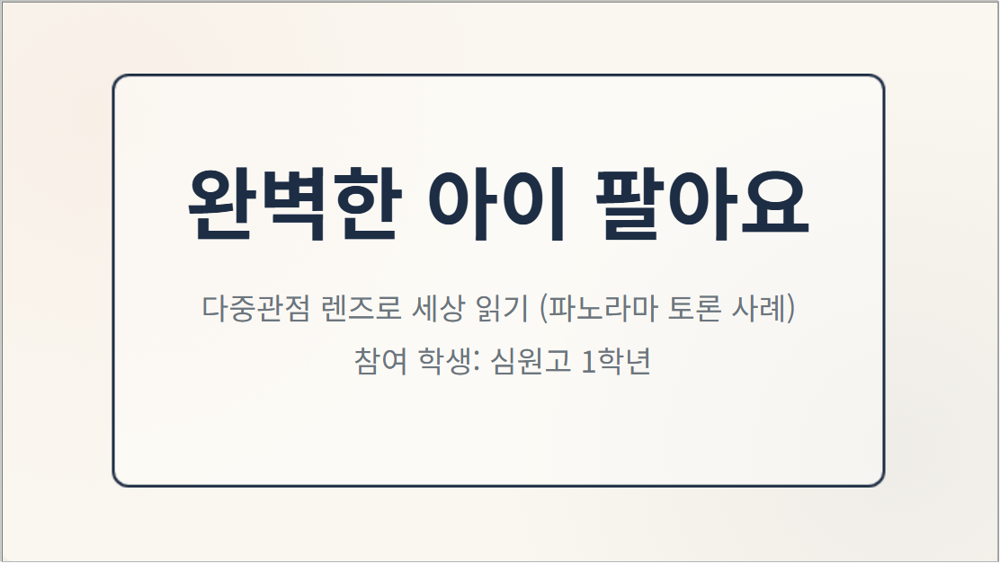 완벽한 아이 팔아요
다중관점 렌즈로 세상 읽기 (파노라마 토론 사례)
참여 학생: 심원고 1학년